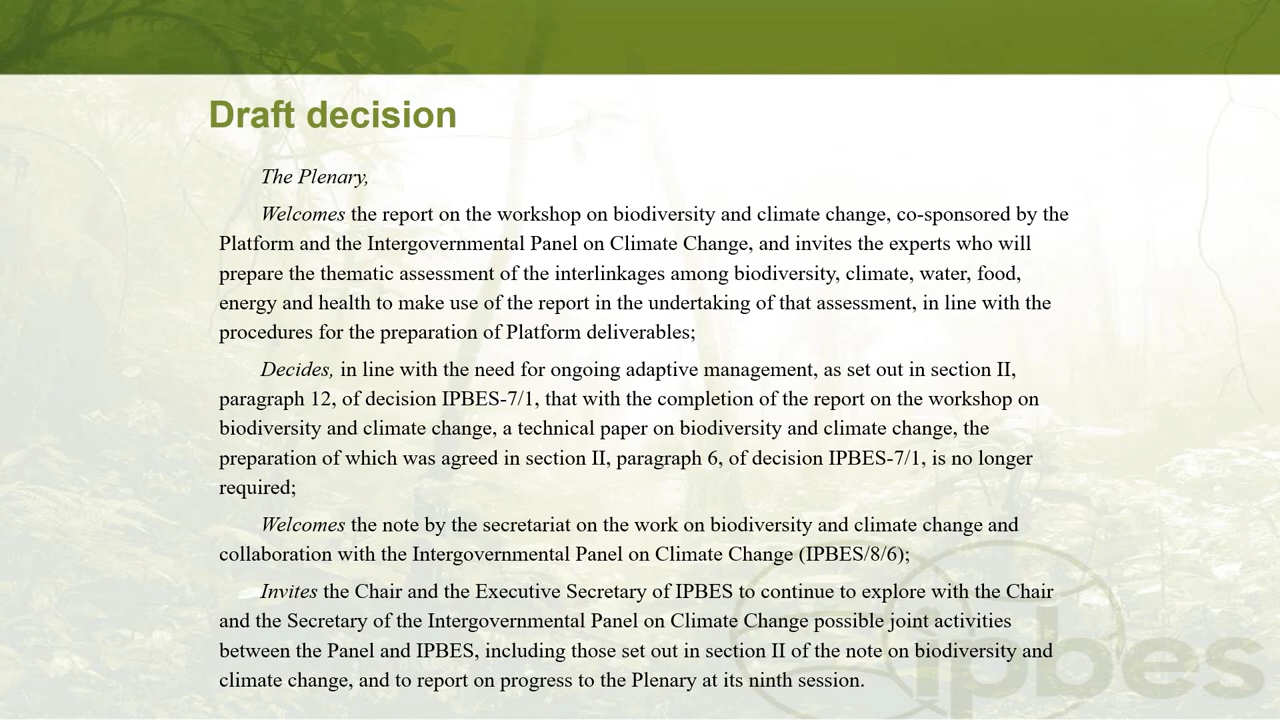 Draft decision
The Plenary,
Welcomes the report on the workshop on biodiversity and climate change, co-sponsored by the
Platform and the Intergovernmental Panel on Climate Change, and invites the experts who will
prepare the thematic assessment of the interlinkages among biodiversity, climate, water, food,
energy and health to make use of the report in the undertaking of that assessment, in line with the
procedures for the preparation of Platform deliverables;
Decides, in line with the need for ongoing adaptive management, as set out in section II,
paragraph 12, of decision IPBES-7/1, that with the completion of the report on the workshop on
biodiversity and climate change, a technical paper on biodiversity and climate change, the
preparation of which was agreed in section II, paragraph 6, of decision IPBES-7/1, is no longer
required;
Welcomes the note by the secretariat on the work on biodiversity and climate change and
collaboration with the Intergovernmental Panel on Climate Change (IPBES/8/6);
Invites the Chair and the Executive Secretary of IPBES to continue to explore with the Chair
and the Secretary of the Intergovernmental Panel on Climate Change possible joint activities
between the Panel and IPBES, including those set out in section II of the note on biodiversity and
climate change, and to report on progress to the Plenary at its ninth session.
ipbes